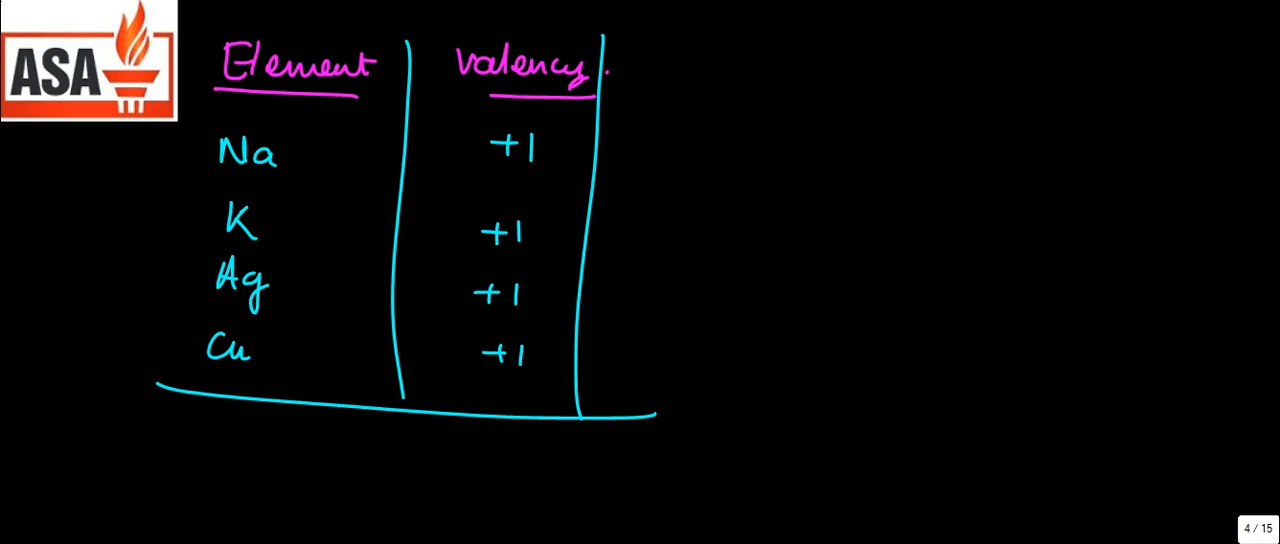 ASA
Element Valency.
Na +1
K +1
Ag +1
Cu +1
4 / 15